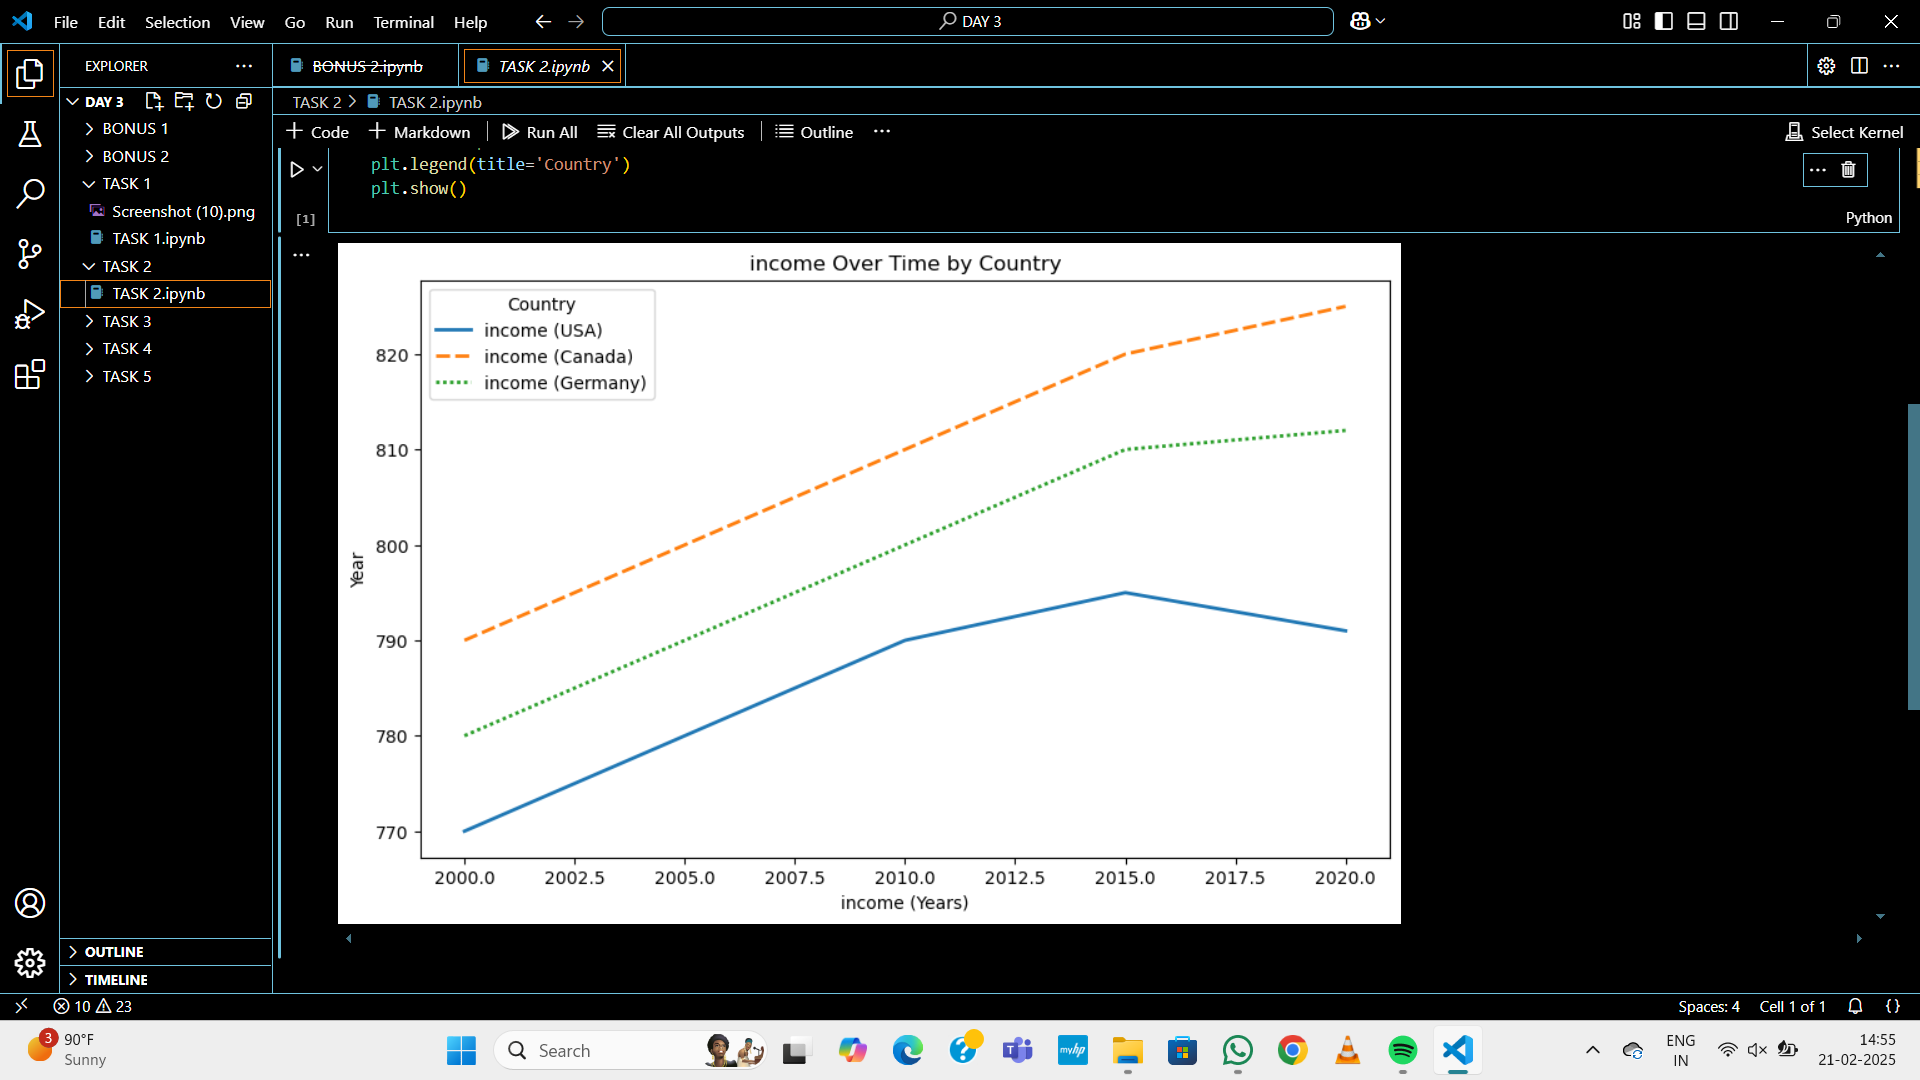 File Edit Selection View Go Run Terminal Help
DAY 3
EXPLORER
BONUS 2.ipynb
TASK 2.ipynb
DAY 3
TASK 2 > TASK 2.ipynb
BONUS 1
BONUS 2
TASK 1
Screenshot (10).png
TASK 1.ipynb
TASK 2
TASK 2.ipynb
TASK 3
TASK 4
TASK 5
OUTLINE
TIMELINE
Code
Markdown
Run All
Clear All Outputs
Outline
Select Kernel
plt.legend(title='Country')
plt.show()
[1]
Python
income Over Time by Country
Country
income (USA)
income (Canada)
income (Germany)
820
810
800
790
780
770
Year
2000.0 2002.5 2005.0 2007.5 2010.0 2012.5 2015.0 2017.5 2020.0
income (Years)
10 23
Spaces: 4
Cell 1 of 1
{}
3
90°F
Sunny
Search
myhp
ENG
IN
14:55
21-02-2025